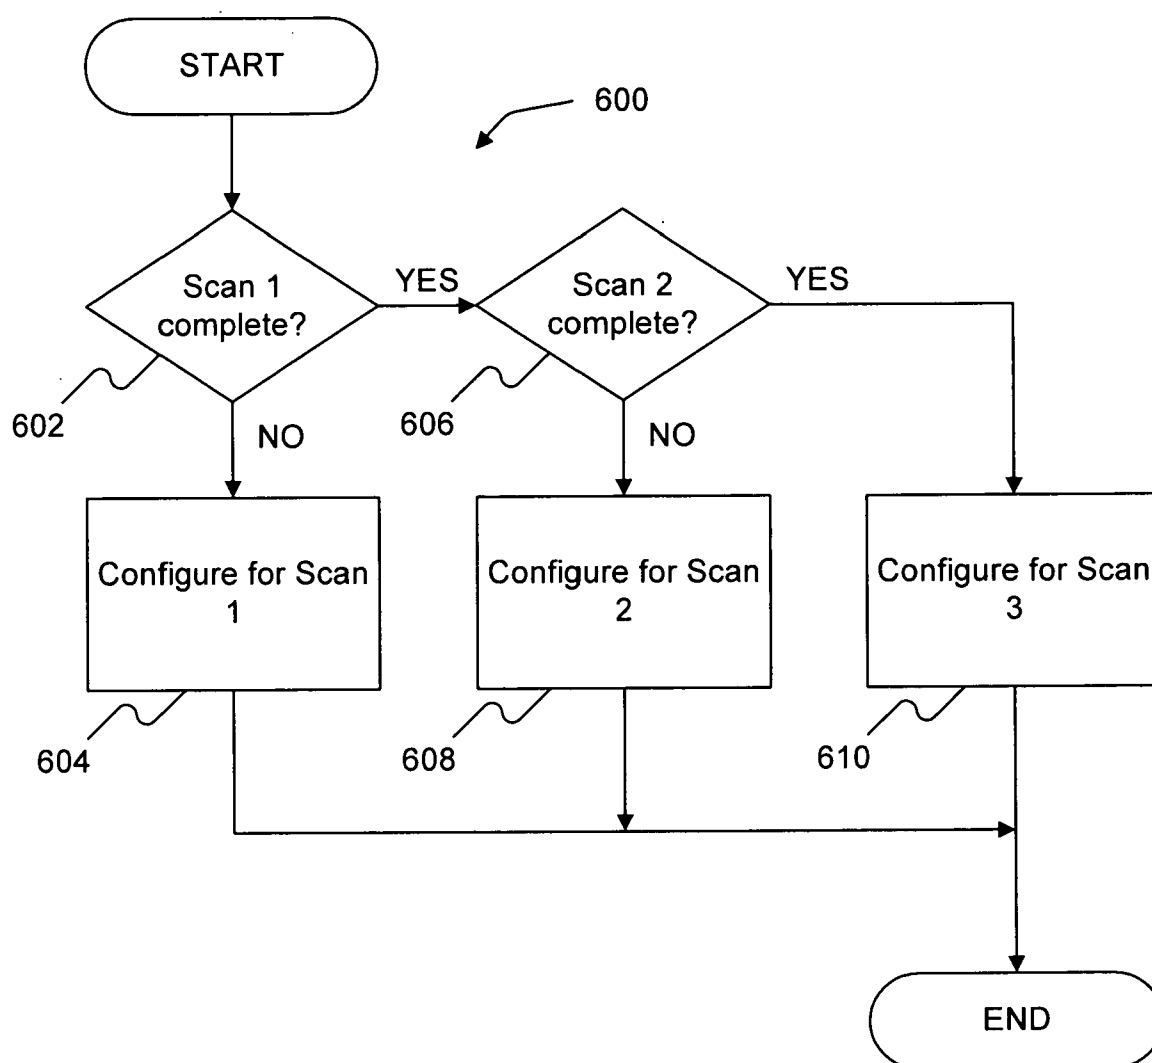 START
600
Scan 1
complete?
YES
Scan 2
complete?
YES
602
NO
606
NO
Configure for Scan
1
Configure for Scan
2
Configure for Scan
3
604
608
610
END